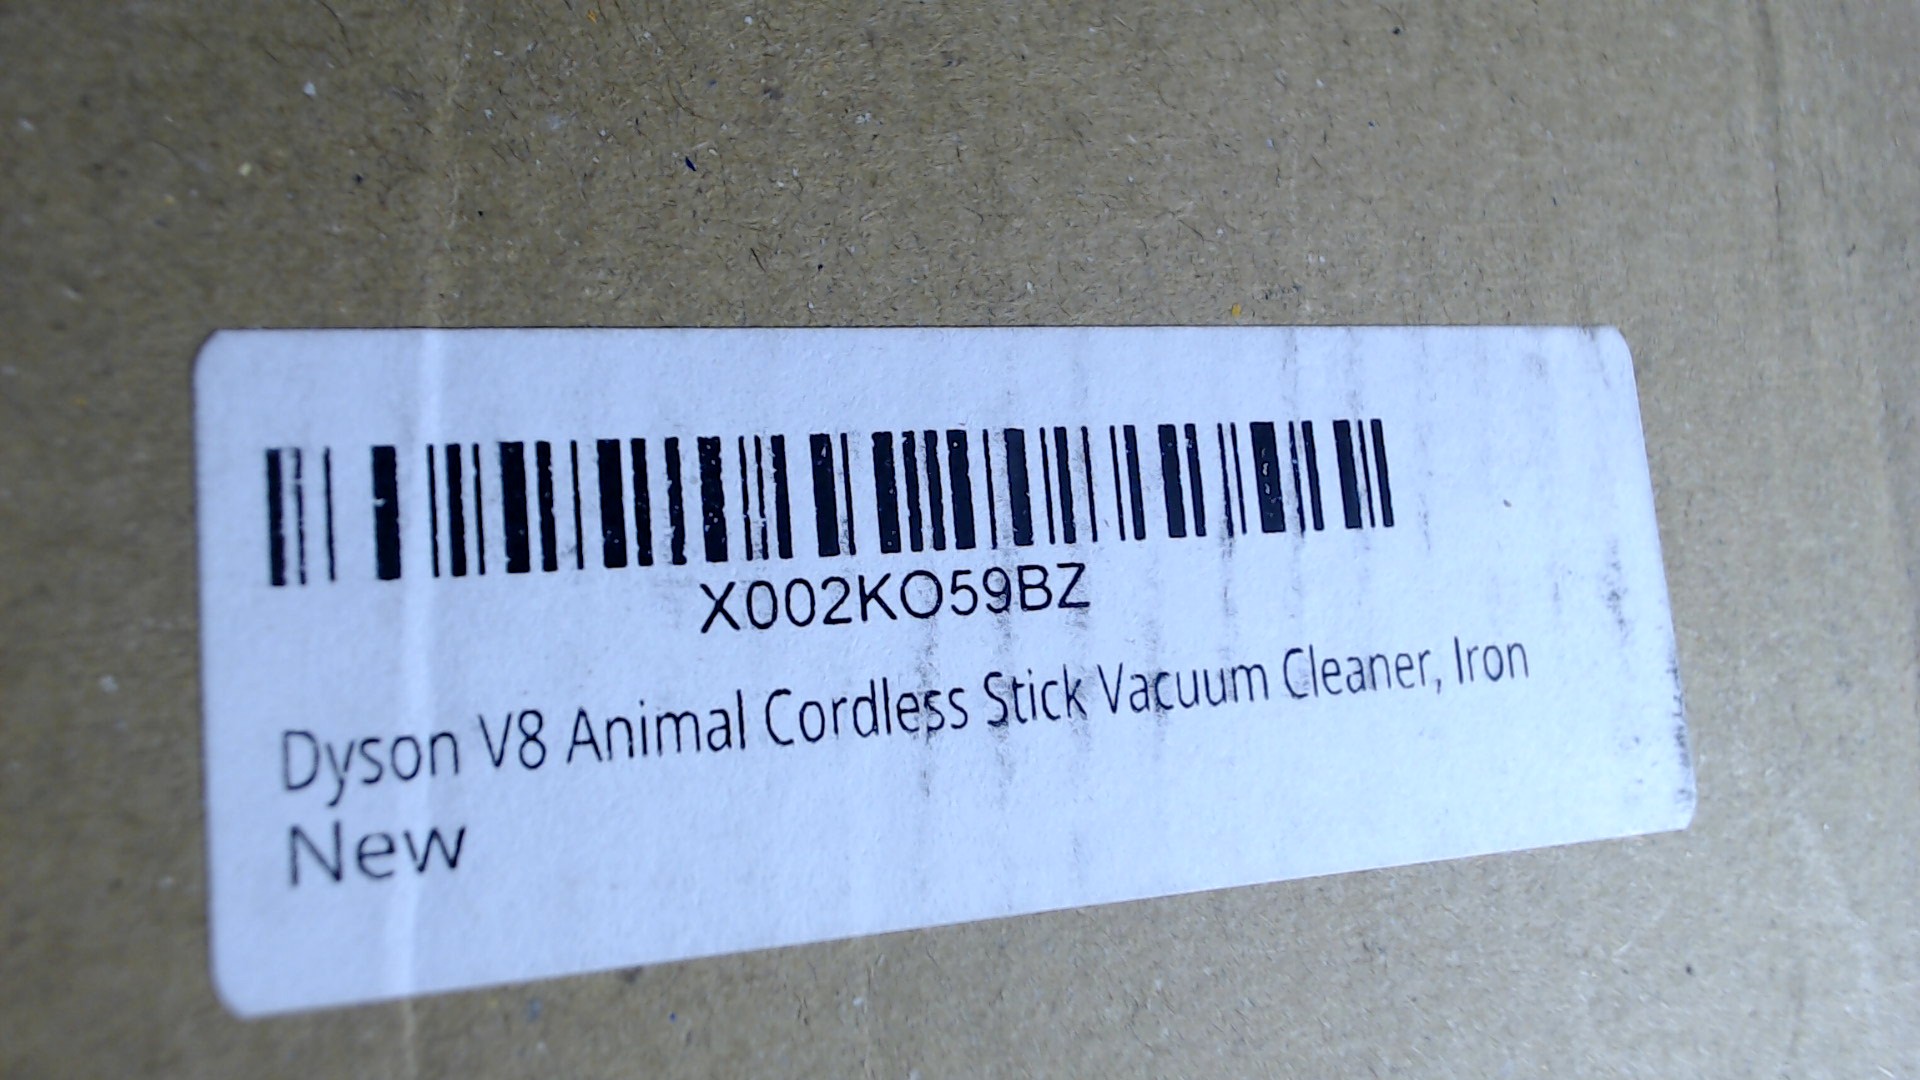 X002KO59BZ
Dyson V8 Animal Cordless Stick Vacuum Cleaner, Iron
New